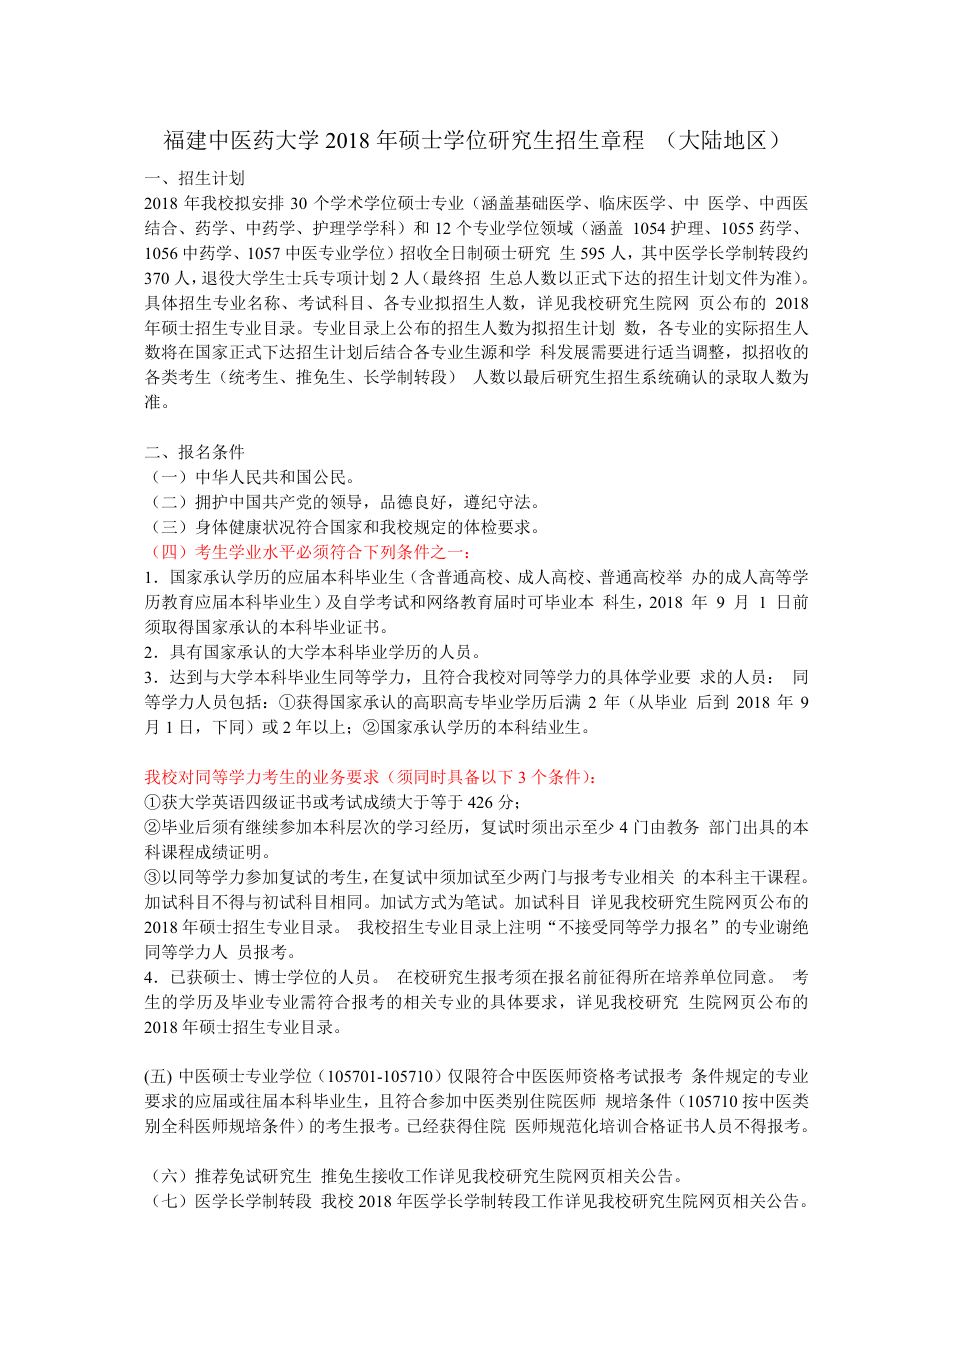 福建中医药大学 2018 年硕士学位研究生招生章程 （大陆地区）
一、招生计划
2018 年我校拟安排 30 个学术学位硕士专业（涵盖基础医学、临床医学、中 医学、中西医
结合、药学、中药学、护理学学科）和 12 个专业学位领域（涵盖 1054 护理、1055 药学、
1056 中药学、1057 中医专业学位）招收全日制硕士研究 生 595 人，其中医学长学制转段约
370 人，退役大学生士兵专项计划 2 人（最终招 生总人数以正式下达的招生计划文件为准）。
具体招生专业名称、考试科目、各专业拟招生人数，详见我校研究生院网 页公布的 2018
年硕士招生专业目录。专业目录上公布的招生人数为拟招生计划 数，各专业的实际招生人
数将在国家正式下达招生计划后结合各专业生源和学 科发展需要进行适当调整，拟招收的
各类考生（统考生、推免生、长学制转段） 人数以最后研究生招生系统确认的录取人数为
准。
二、报名条件
（一）中华人民共和国公民。
（二）拥护中国共产党的领导，品德良好，遵纪守法。
（三）身体健康状况符合国家和我校规定的体检要求。
（四）考生学业水平必须符合下列条件之一：
1．国家承认学历的应届本科毕业生（含普通高校、成人高校、普通高校举 办的成人高等学
历教育应届本科毕业生）及自学考试和网络教育届时可毕业本 科生，2018 年 9 月 1 日前
须取得国家承认的本科毕业证书。
2．具有国家承认的大学本科毕业学历的人员。
3．达到与大学本科毕业生同等学力，且符合我校对同等学力的具体学业要 求的人员： 同
等学力人员包括：①获得国家承认的高职高专毕业学历后满 2 年（从毕业 后到 2018 年 9
月 1 日，下同）或 2 年以上；②国家承认学历的本科结业生。
我校对同等学力考生的业务要求（须同时具备以下 3 个条件）：
①获大学英语四级证书或考试成绩大于等于 426 分；
②毕业后须有继续参加本科层次的学习经历，复试时须出示至少 4 门由教务 部门出具的本
科课程成绩证明。
③以同等学力参加复试的考生，在复试中须加试至少两门与报考专业相关 的本科主干课程。
加试科目不得与初试科目相同。加试方式为笔试。加试科目 详见我校研究生院网页公布的
2018 年硕士招生专业目录。 我校招生专业目录上注明“不接受同等学力报名”的专业谢绝
同等学力人 员报考。
4．已获硕士、博士学位的人员。 在校研究生报考须在报名前征得所在培养单位同意。 考
生的学历及毕业专业需符合报考的相关专业的具体要求，详见我校研究 生院网页公布的
2018 年硕士招生专业目录。
(五) 中医硕士专业学位（105701-105710）仅限符合中医医师资格考试报考 条件规定的专业
要求的应届或往届本科毕业生，且符合参加中医类别住院医师 规培条件（105710 按中医类
别全科医师规培条件）的考生报考。已经获得住院 医师规范化培训合格证书人员不得报考。
（六）推荐免试研究生 推免生接收工作详见我校研究生院网页相关公告。
（七）医学长学制转段 我校 2018 年医学长学制转段工作详见我校研究生院网页相关公告。